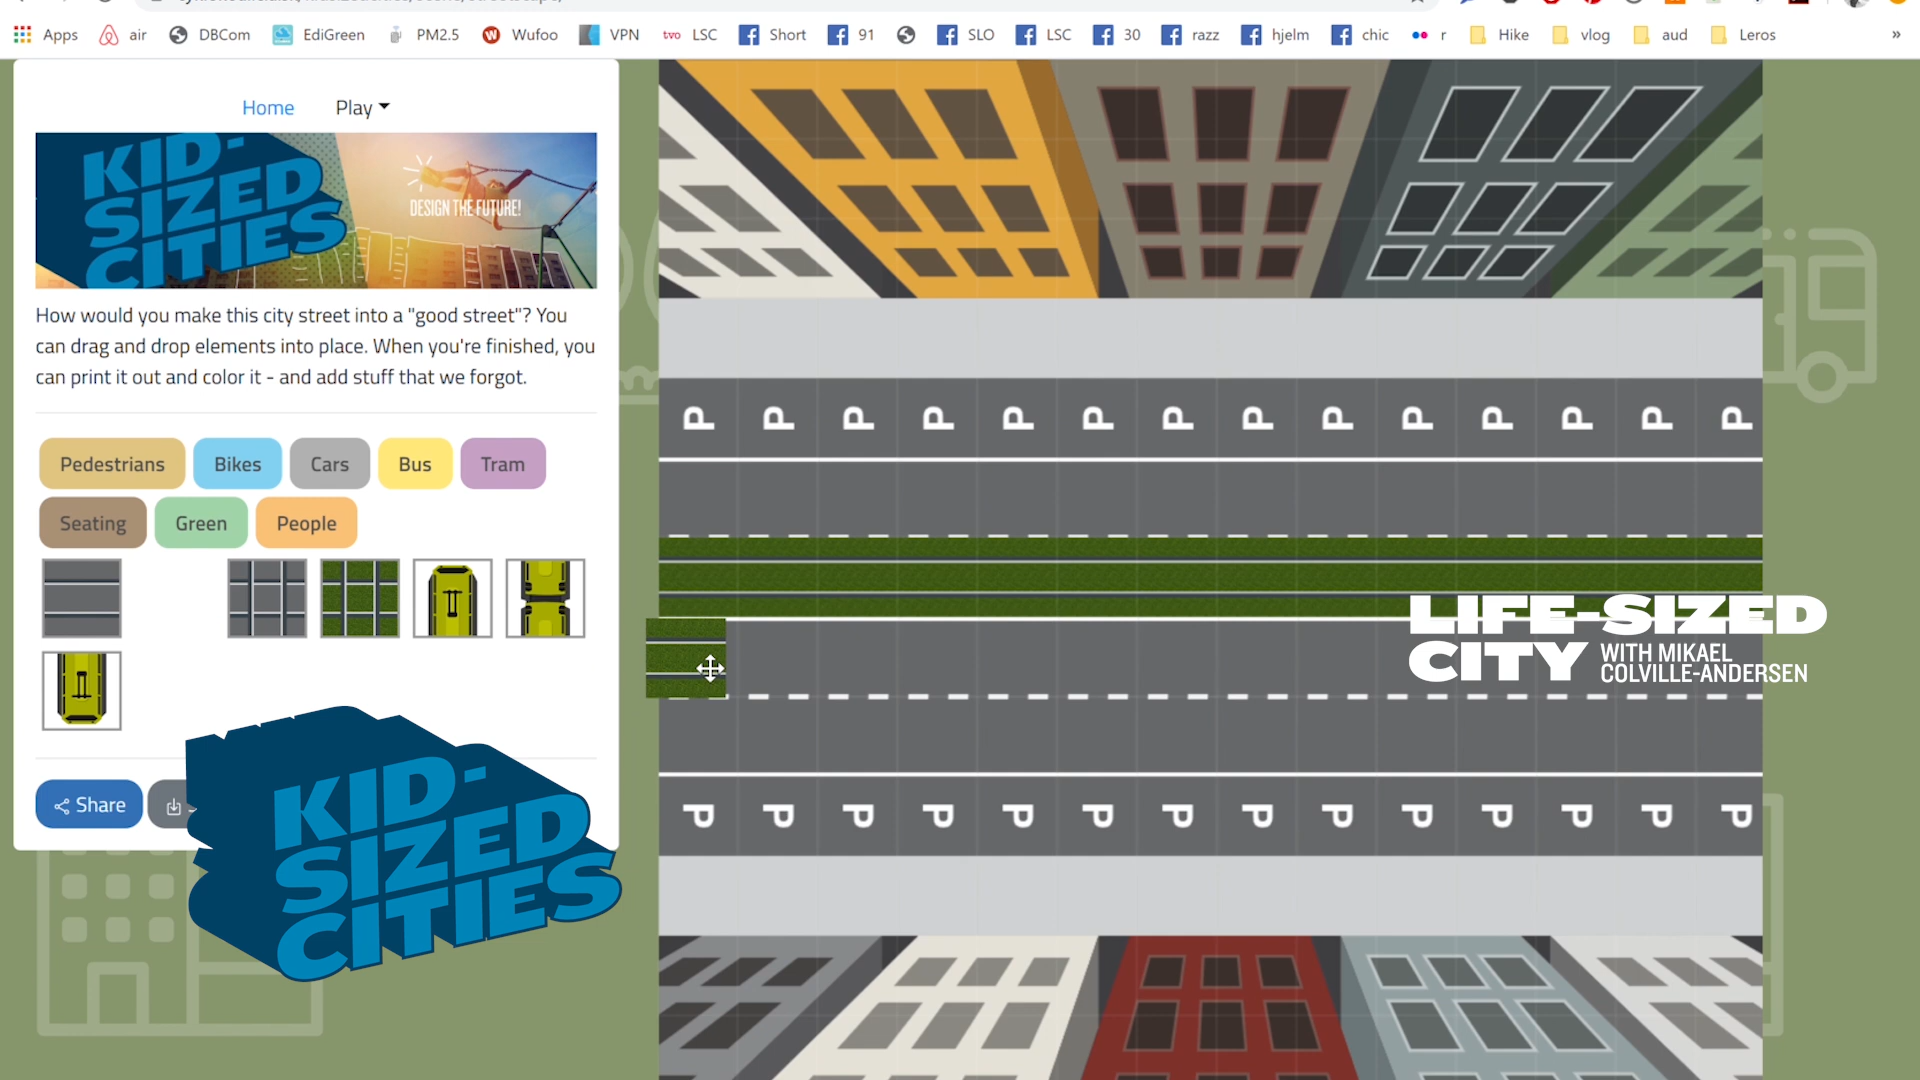 Apps air DBCom EdiGreen PM2.5 Wufoo VPN tvo LSC Short 91 SLO LSC 30 razz hjelm chic r Hike vlog aud Leros »
Home Play
KID-
SIZED
CITIES
DESIGN THE FUTURE!
How would you make this city street into a "good street"? You
can drag and drop elements into place. When you're finished, you
can print it out and color it - and add stuff that we forgot.
Pedestrians Bikes Cars Bus Tram
Seating Green People
Share
KID-
SIZED
CITIES
P P P P P P P P P P P P P P
LIFE-SIZED
CITY WITH MIKAEL
COLVILLE-ANDERSEN
P P P P P P P P P P P P P P